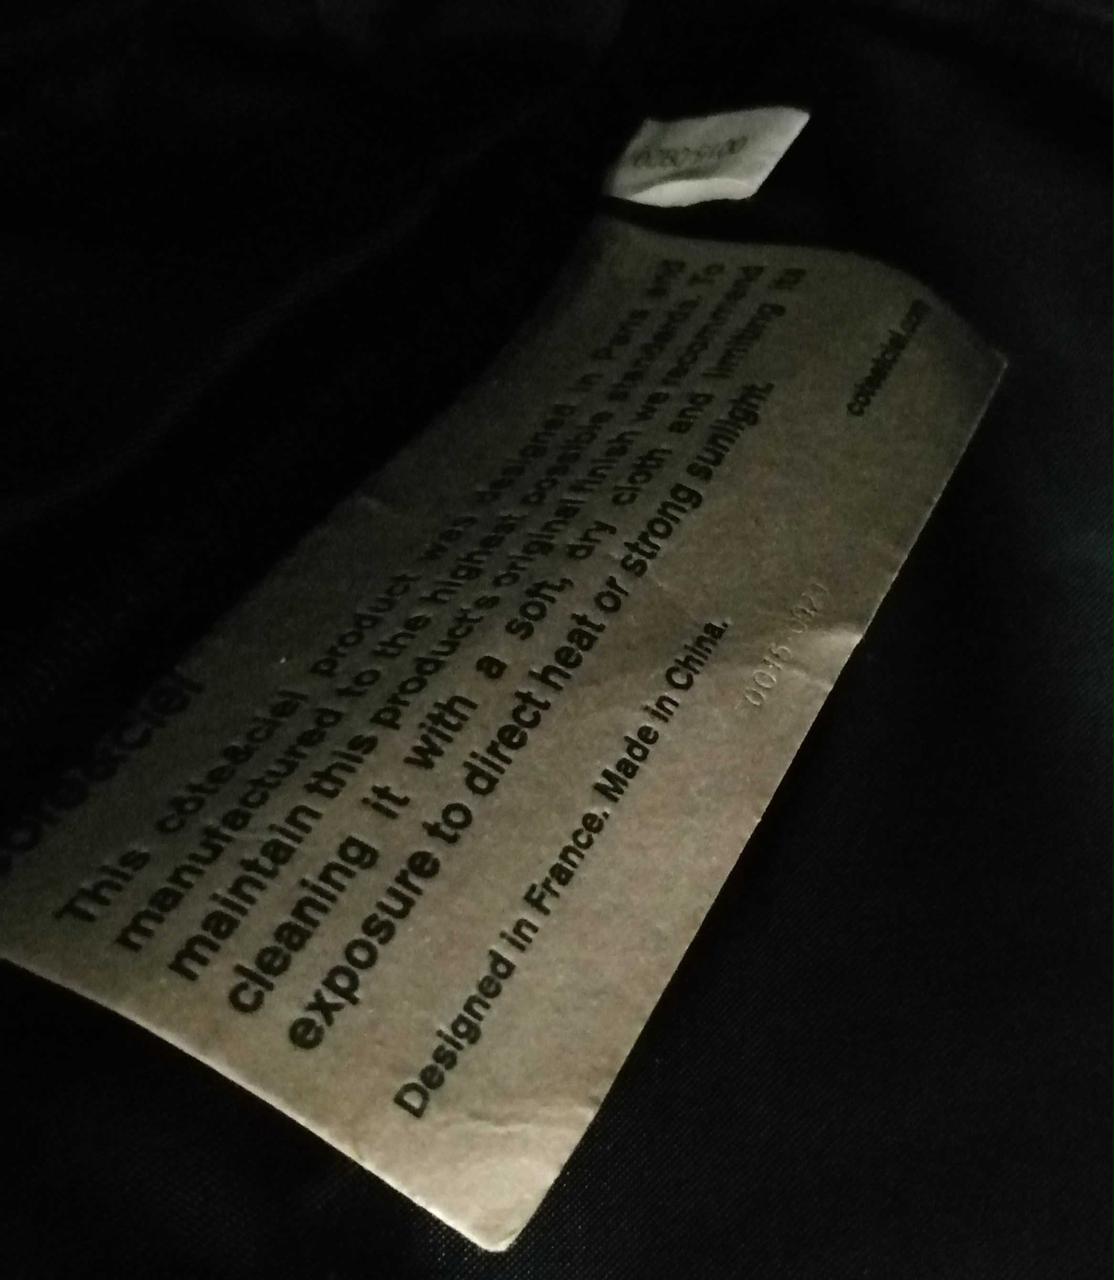 côte&ciel
This côte&ciel product was designed in Paris and
manufactured to the highest possible standards. To
maintain this product's original finish we recommend
cleaning it with a soft, dry cloth and limiting its
exposure to direct heat or strong sunlight.
Designed in France. Made in China.
coteetciel.com